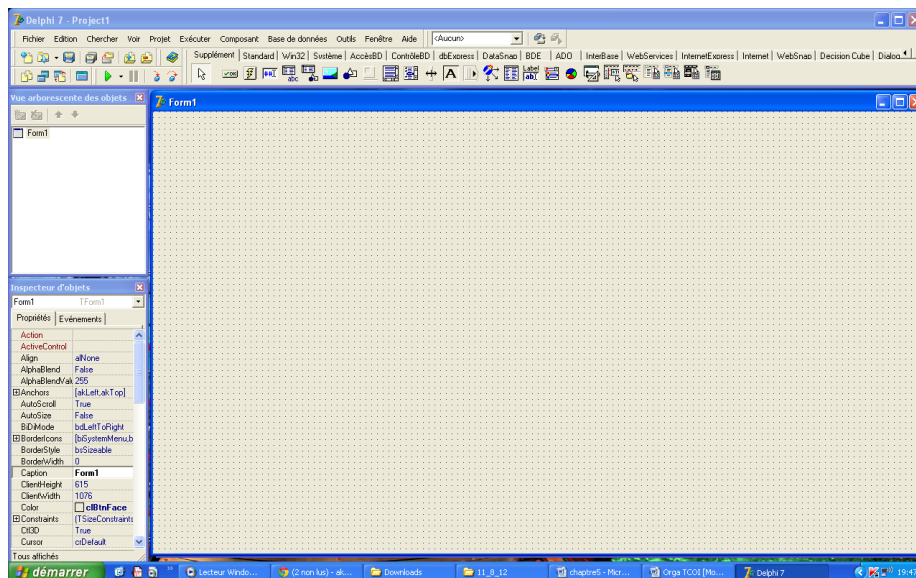 Delphi 7 - Project1
Fichier Edition Chercher Voir Projet Exécuter Composant Base de données Outils Fenêtre Aide <Aucun>
Supplément Standard Win32 Système AccèsBD ContrôleBD dbExpress DataSnap BDE ADO InterBase WebServices InternetExpress Internet WebSnap Decision Cube Dialog
Vue arborescente des objets
Form1
Form1
Inspecteur d'objets
Form1 TForm1
Propriétés Evénements
Action
ActiveControl
Align alNone
AlphaBlend False
AlphaBlendVal 255
Anchors [akLeft,akTop]
AutoScroll True
AutoSize False
BiDiMode bdLeftToRight
BorderIcons [biSystemMenu,b
BorderStyle bsSizeable
BorderWidth 0
Caption Form1
ClientHeight 615
ClientWidth 1076
Color clBtnFace
Constraints (TSizeConstraints
Ctl3D True
Cursor crDefault
Tous affichés
démarrer Lecteur Windo... (2 non lus) - ak... Downloads 11_8_12 chaptre5 - Micr... Orga TCOI [Mo... Delphi 7